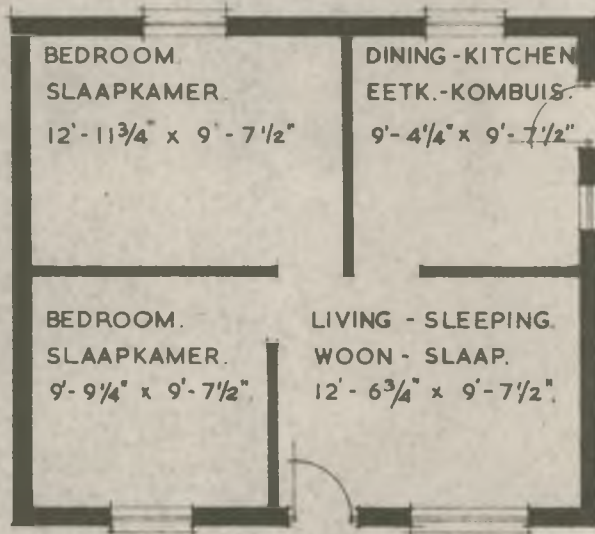 BEDROOM.
SLAAPKAMER.
12'-11¾" x 9'-7½"
DINING-KITCHEN
EETK.-KOMBUIS.
9'-4¼" x 9'-7½"
BEDROOM.
SLAAPKAMER.
9'-9¼" x 9'-7½".
LIVING - SLEEPING.
WOON - SLAAP.
12'-6¾" x 9'-7½".